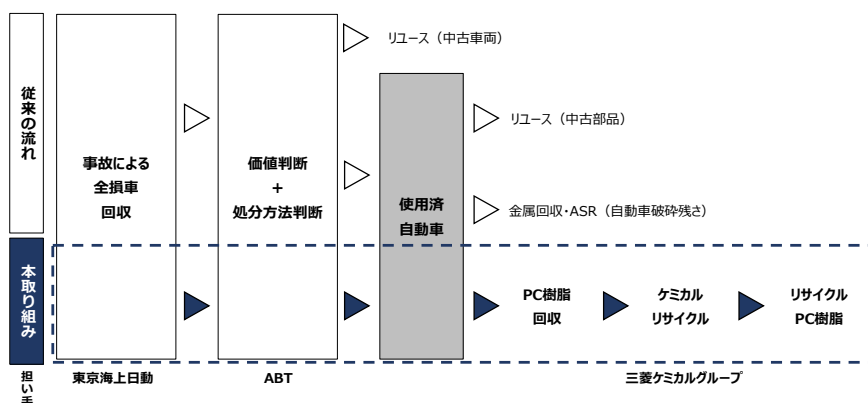 従来の流れ
事故による
全損車
回収
価値判断
+
処分方法判断
リユース（中古車両）
使用済
自動車
リユース（中古部品）
金属回収・ASR（自動車破砕残さ）
本取り組み
PC樹脂
回収
ケミカル
リサイクル
リサイクル
PC樹脂
担い手
東京海上日動
ABT
三菱ケミカルグループ